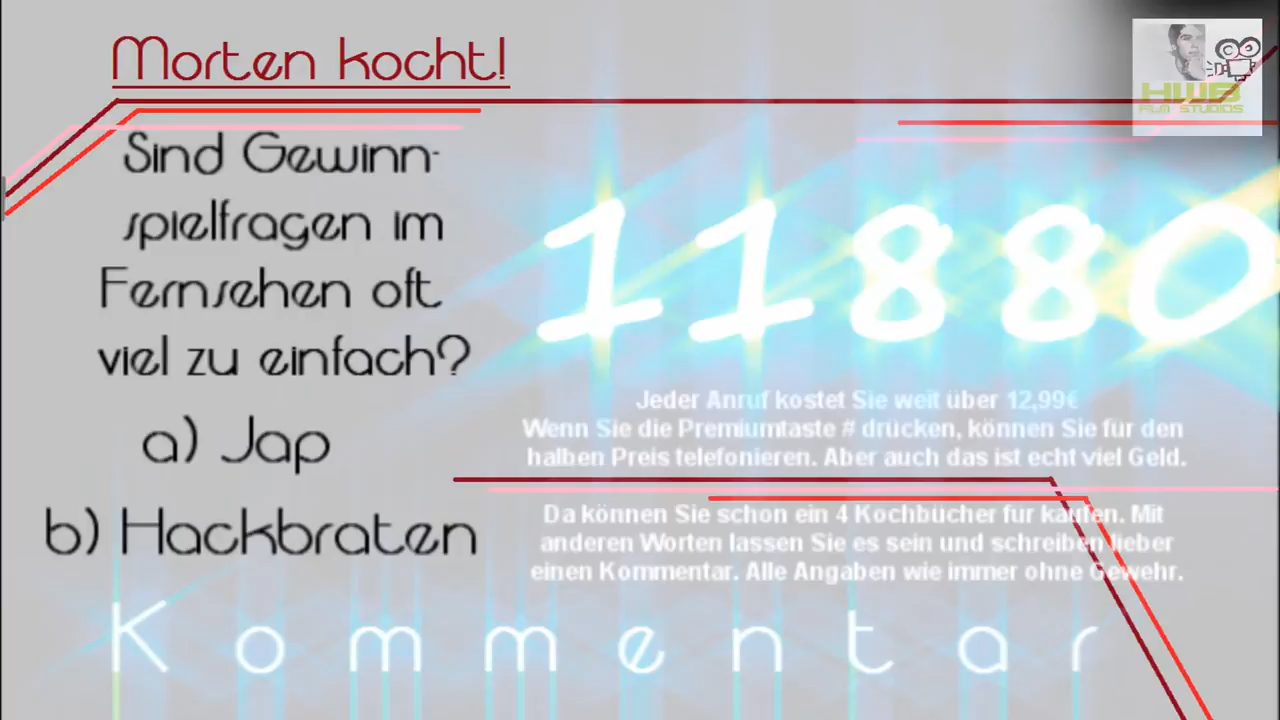 Morten kocht!
HWB
FILM STUDIOS
Sind Gewinn-
spielfragen im
Fernsehen oft
viel zu einfach?
a) Jap
b) Hackbraten
11880
Jeder Anruf kostet Sie weit über 12,99€
Wenn Sie die Premiumtaste # drücken, können Sie für den
halben Preis telefonieren. Aber auch das ist echt viel Geld.
Da können Sie schon ein 4 Kochbücher fur kaufen. Mit
anderen Worten lassen Sie es sein und schreiben lieber
einen Kommentar. Alle Angaben wie immer ohne Gewehr.
Kommentar